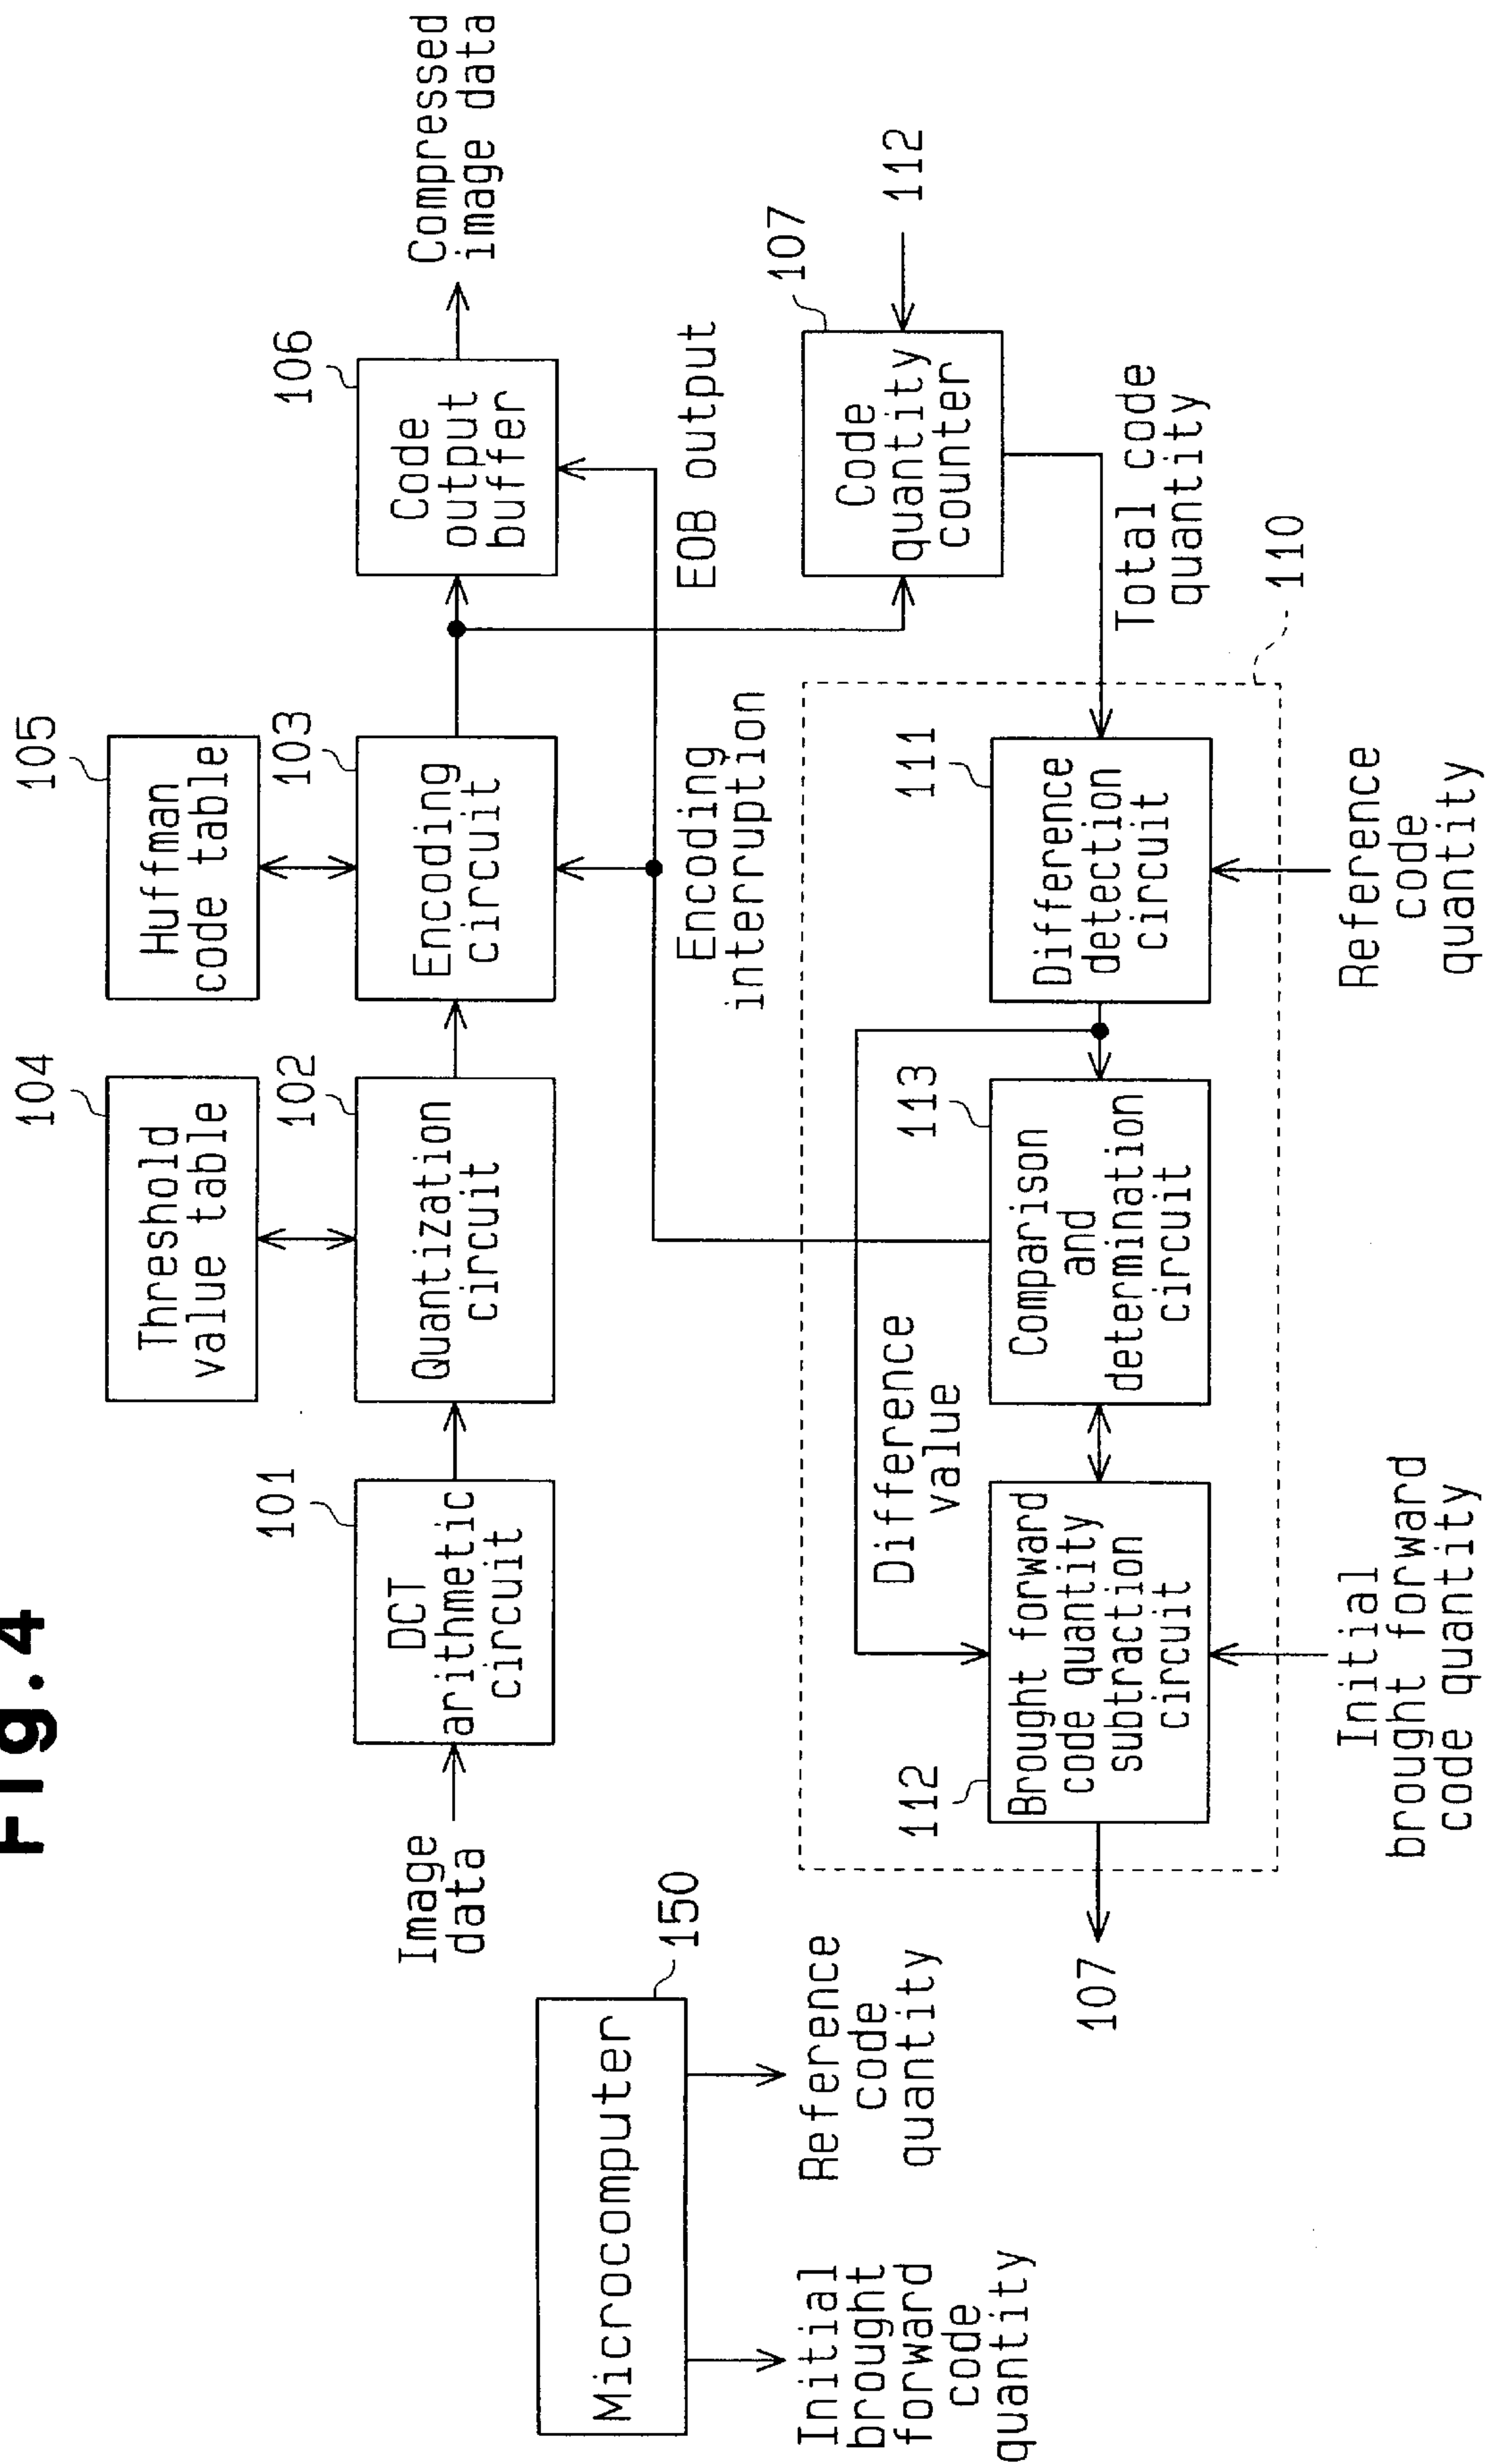 Fig.4
104
Threshold
value table
105
Huffman
code table
Image
data
101
DCT
arithmetic
circuit
102
Quantization
circuit
103
Encoding
circuit
106
Code
output
buffer
Compressed
image data
Microcomputer
150
Initial
brought
forward
code
quantity
Reference
code
quantity
Encoding
interruption
EOB output
107
Code
quantity
counter
112
Total code
quantity
110
Difference
value
112
Brought forward
code quantity
subtraction
circuit
113
Comparison
and
determination
circuit
111
Difference
detection
circuit
107
Initial
brought forward
code quantity
Reference
code
quantity